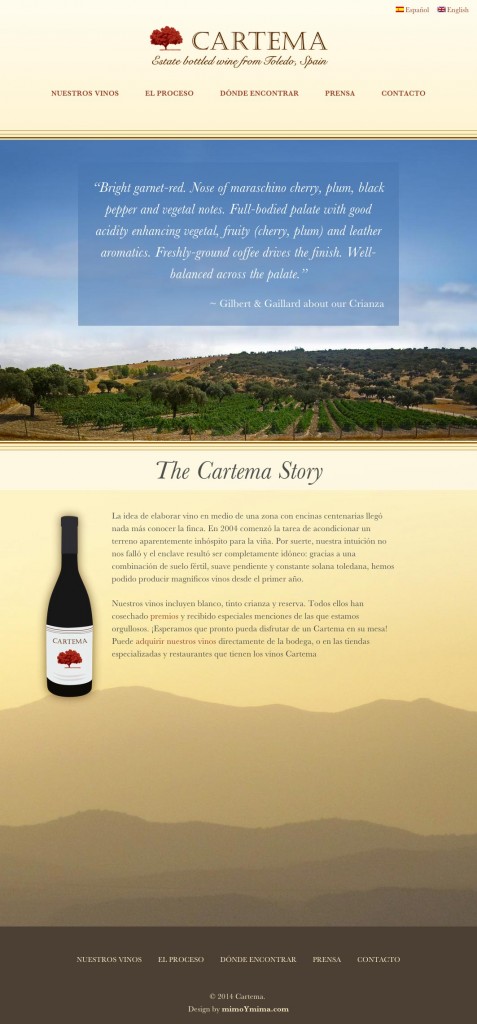 Español English
CARTEMA
Estate bottled wine from Toledo, Spain
NUESTROS VINOS EL PROCESO DÓNDE ENCONTRAR PRENSA CONTACTO
“Bright garnet-red. Nose of maraschino cherry, plum, black
pepper and vegetal notes. Full-bodied palate with good
acidity enhancing vegetal, fruity (cherry, plum) and leather
aromatics. Freshly-ground coffee drives the finish. Well-
balanced across the palate.”
~ Gilbert & Gaillard about our Crianza
The Cartema Story
La idea de elaborar vino en medio de una zona con encinas centenarias llegó
nada más conocer la finca. En 2004 comenzó la tarea de acondicionar un
terreno aparentemente inhóspito para la viña. Por suerte, nuestra intuición no
nos falló y el enclave resultó ser completamente idóneo: gracias a una
combinación de suelo fértil, suave pendiente y constante solana toledana, hemos
podido producir magníficos vinos desde el primer año.
Nuestros vinos incluyen blanco, tinto crianza y reserva. Todos ellos han
cosechado premios y recibido especiales menciones de las que estamos
orgullosos. ¡Esperamos que pronto pueda disfrutar de un Cartema en su mesa!
Puede adquirir nuestros vinos directamente de la bodega, o en las tiendas
especializadas y restaurantes que tienen los vinos Cartema
CARTEMA
NUESTROS VINOS EL PROCESO DÓNDE ENCONTRAR PRENSA CONTACTO
© 2014 Cartema.
Design by mimoYmima.com